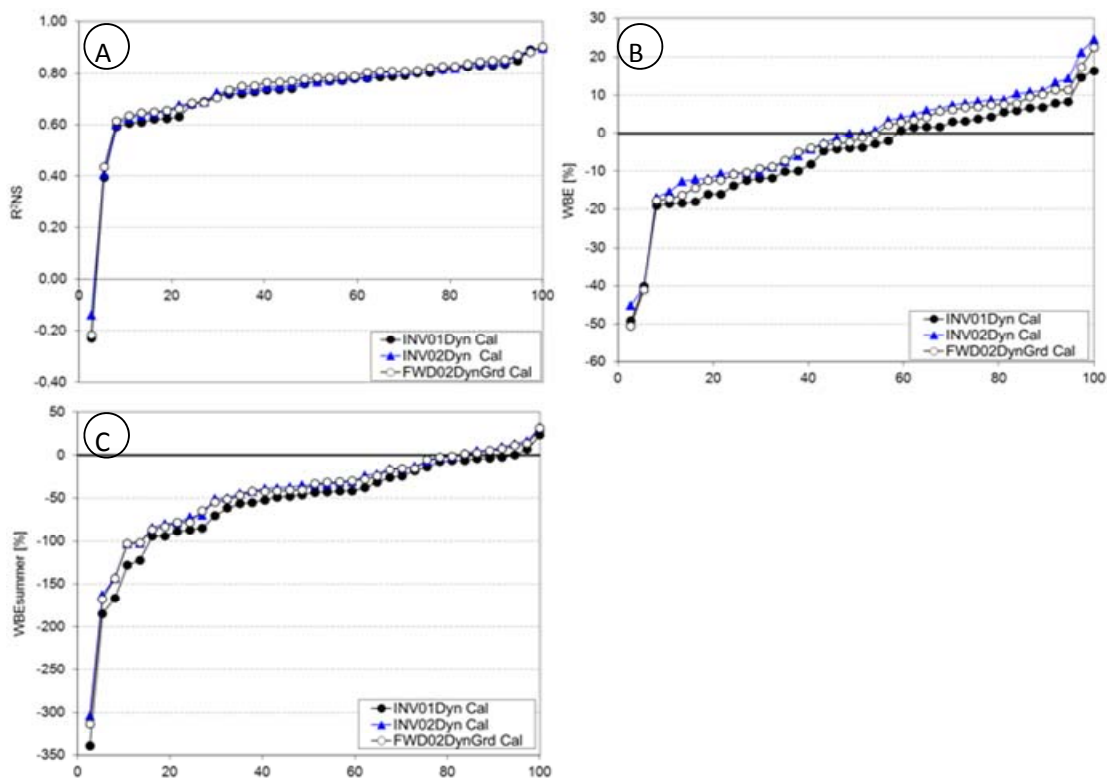 A
1.00
0.80
0.60
0.40
0.20
0.00
-0.20
-0.40
R²NS
0 20 40 60 80 100
INV01Dyn Cal
INV02Dyn Cal
FWD02DynGrd Cal
B
30
20
10
0
-10
-20
-30
-40
-50
-60
WBE [%]
0 20 40 60 80 100
INV01Dyn Cal
INV02Dyn Cal
FWD02DynGrd Cal
C
50
0
-50
-100
-150
-200
-250
-300
-350
WBEsummer [%]
0 20 40 60 80 100
INV01Dyn Cal
INV02Dyn Cal
FWD02DynGrd Cal